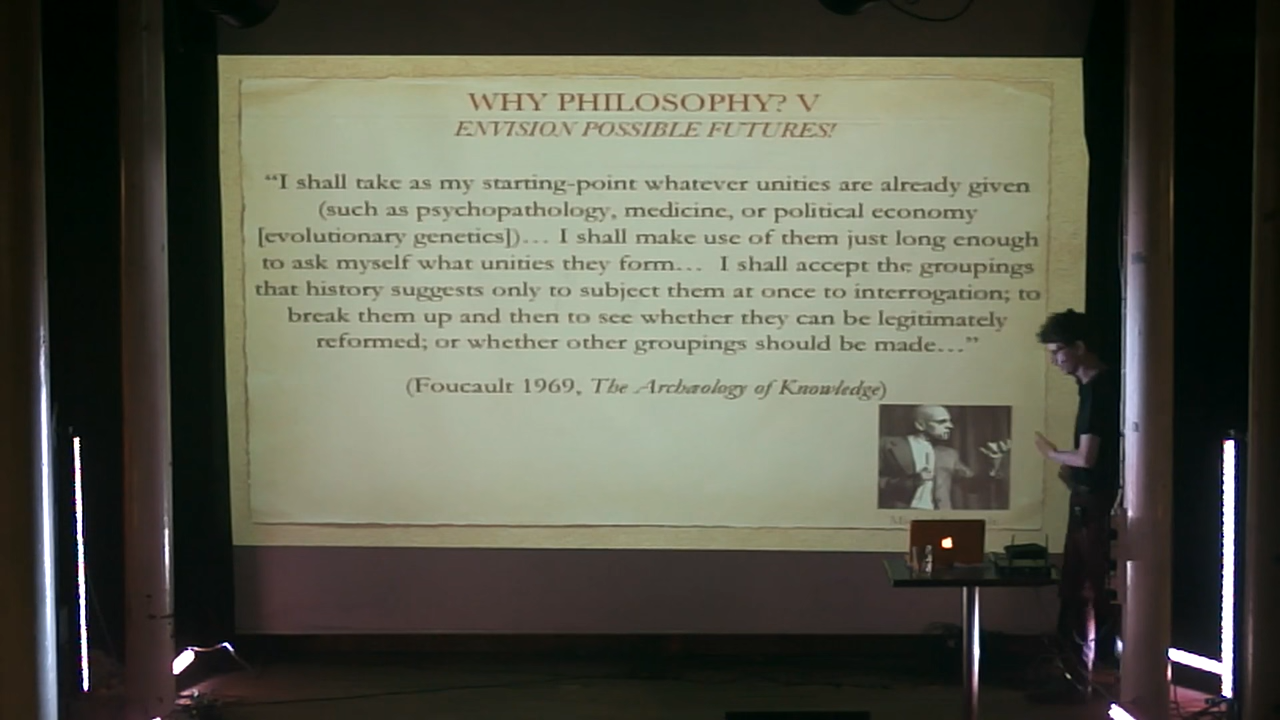 WHY PHILOSOPHY? V
ENVISION POSSIBLE FUTURES!
“I shall take as my starting-point whatever unities are already given
(such as psychopathology, medicine, or political economy
[evolutionary genetics])… I shall make use of them just long enough
to ask myself what unities they form… I shall accept the groupings
that history suggests only to subject them at once to interrogation; to
break them up and then to see whether they can be legitimately
reformed; or whether other groupings should be made…”
(Foucault 1969, The Archæology of Knowledge)